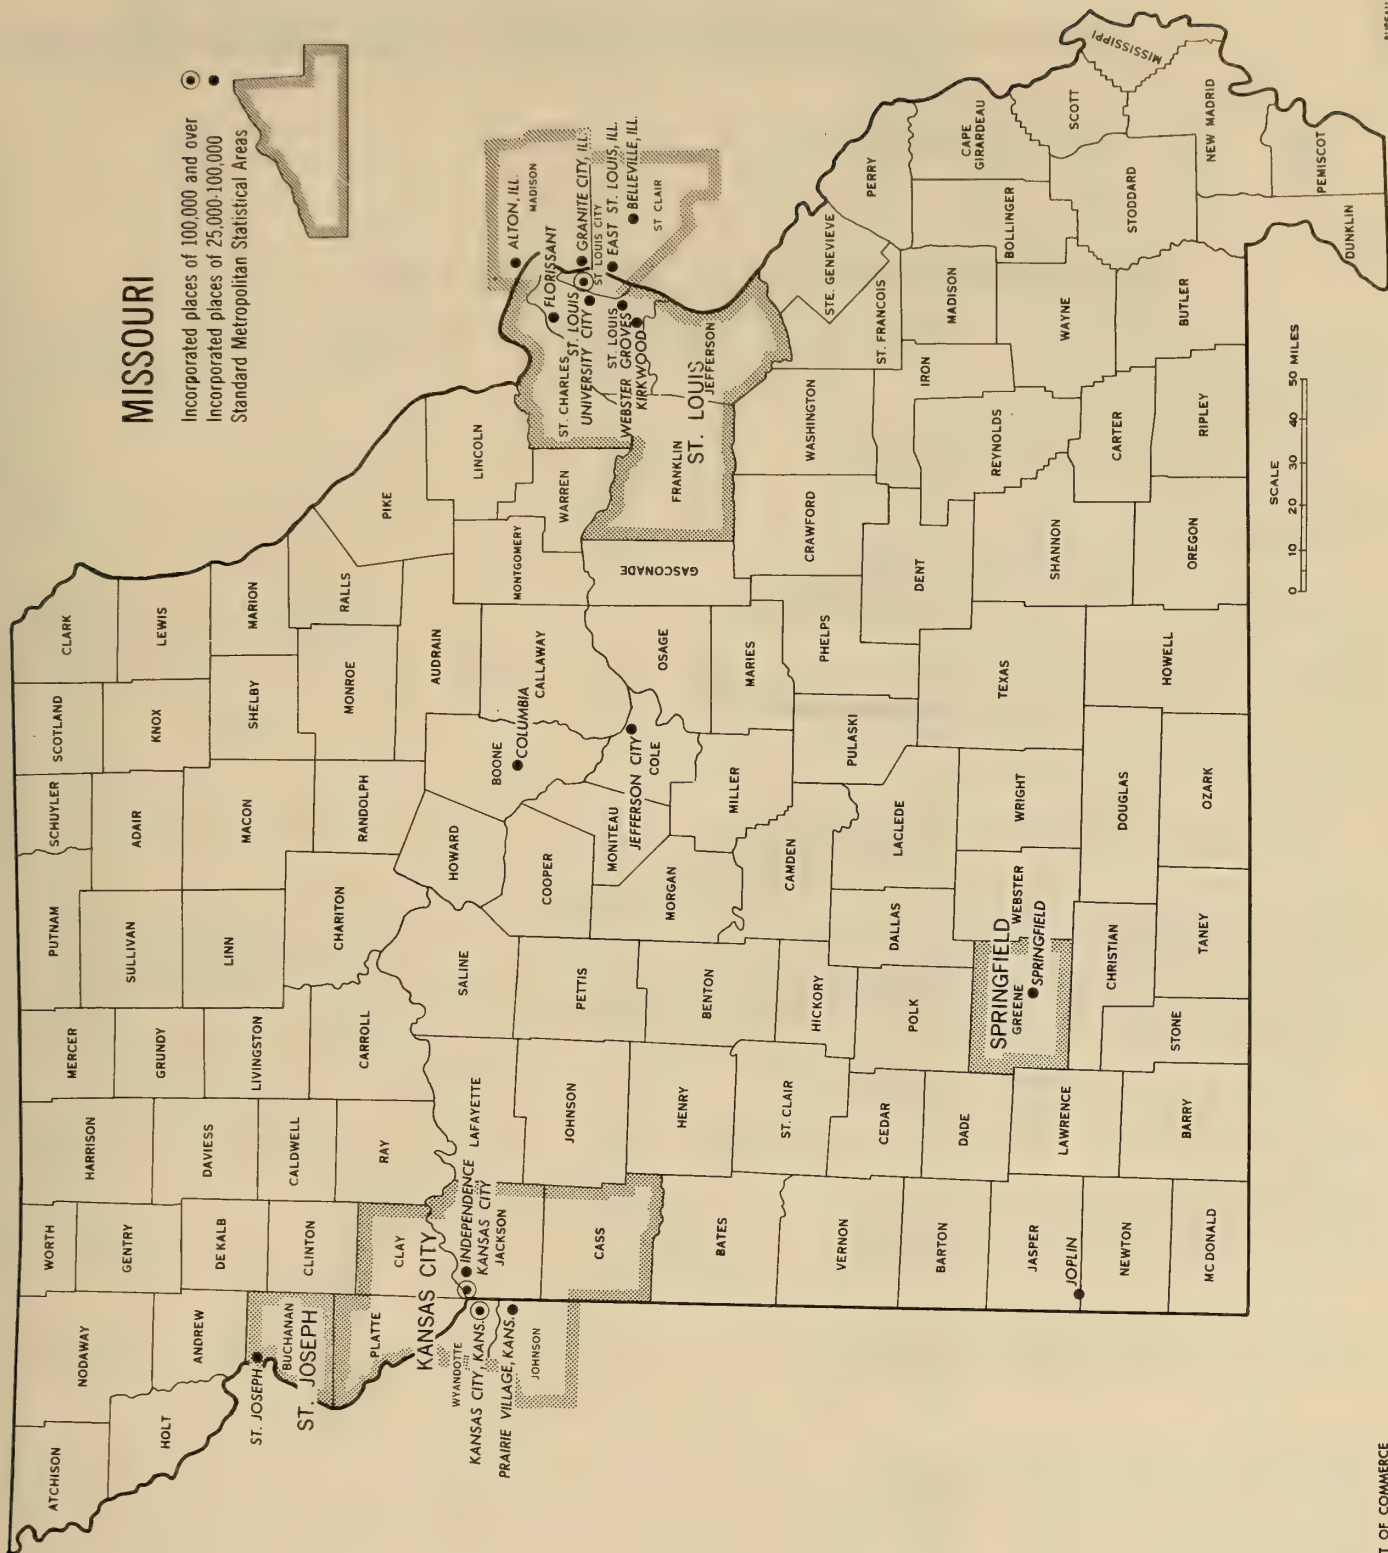 MISSOURI
Incorporated places of 100,000 and over
Incorporated places of 25,000-100,000
Standard Metropolitan Statistical Areas
ATCHISON
NODAWAY
WORTH
HARRISON
MERCER
PUTNAM
SCHUYLER
SCOTLAND
CLARK
HOLT
ANDREW
GENTRY
DAVIESS
GRUNDY
SULLIVAN
ADAIR
KNOX
LEWIS
ST. JOSEPH
BUCHANAN
ST. JOSEPH
DE KALB
CALDWELL
LIVINGSTON
LINN
MACON
SHELBY
MARION
CLINTON
RAY
CARROLL
CHARITON
RANDOLPH
MONROE
RALLS
PIKE
PLATTE
CLAY
KANSAS CITY
WYANDOTTE
KANSAS CITY, KANS.
PRAIRIE VILLAGE, KANS.
JOHNSON
INDEPENDENCE
KANSAS CITY
JACKSON
LAFAYETTE
SALINE
HOWARD
BOONE
COLUMBIA
AUDRAIN
CALLAWAY
MONTGOMERY
LINCOLN
WARREN
ST. CHARLES
ST. LOUIS
UNIVERSITY CITY
ST. LOUIS
WEBSTER GROVES
KIRKWOOD
FLORISSANT
ALTON, ILL.
MADISON
GRANITE CITY, ILL.
ST LOUIS CITY
EAST ST. LOUIS, ILL.
BELLEVILLE, ILL.
ST CLAIR
CASS
JOHNSON
PETTIS
COOPER
MONITEAU
JEFFERSON CITY
COLE
OSAGE
GASCONADE
FRANKLIN
ST. LOUIS
JEFFERSON
BATES
HENRY
BENTON
MORGAN
MILLER
MARIES
CRAWFORD
WASHINGTON
STE. GENEVIEVE
ST. FRANCOIS
PERRY
VERNON
ST. CLAIR
HICKORY
CAMDEN
PULASKI
PHELPS
DENT
IRON
MADISON
BOLLINGER
CAPE
GIRARDEAU
BARTON
CEDAR
POLK
DALLAS
LACLEDE
TEXAS
SHANNON
REYNOLDS
WAYNE
STODDARD
SCOTT
MISSISSIPPI
JASPER
JOPLIN
DADE
SPRINGFIELD
GREENE
SPRINGFIELD
WEBSTER
WRIGHT
CARTER
BUTLER
NEW MADRID
NEWTON
LAWRENCE
CHRISTIAN
DOUGLAS
HOWELL
OREGON
RIPLEY
DUNKLIN
PEMISCOT
MC DONALD
BARRY
STONE
TANEY
OZARK
SCALE
0 10 20 30 40 50 MILES
OF COMMERCE